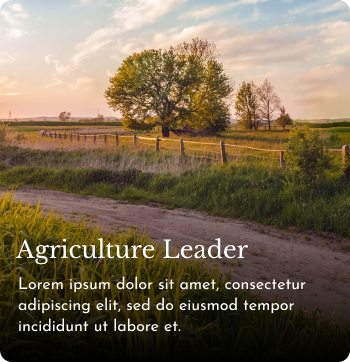 Agriculture Leader
Lorem ipsum dolor sit amet, consectetur
adipiscing elit, sed do eiusmod tempor
incididunt ut labore et.